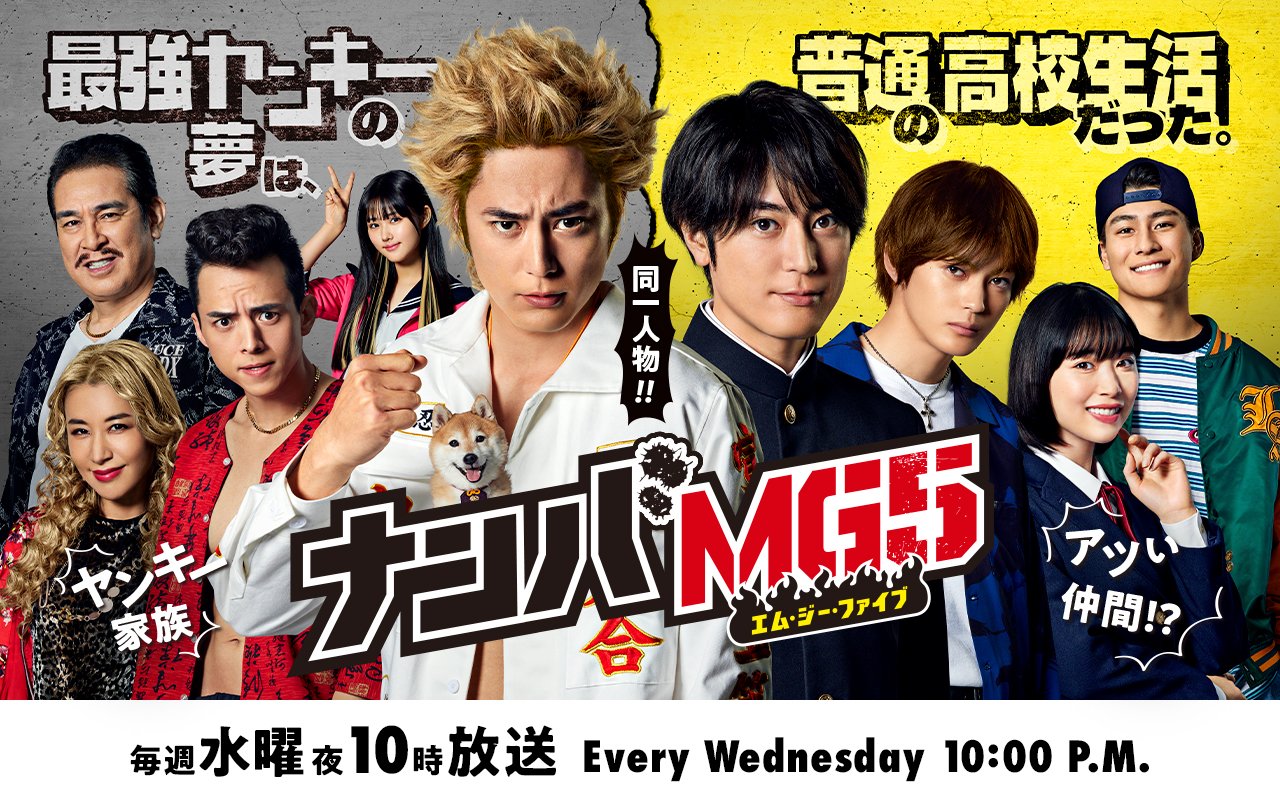 最強ヤンキーの
夢は、
普通の高校生活
だった。
同一人物!!
忍
ナンバMG5
エム・ジー・ファイブ
合
ヤンキー
家族
アツい
仲間!?
毎週水曜夜10時放送 Every Wednesday 10:00 P.M.